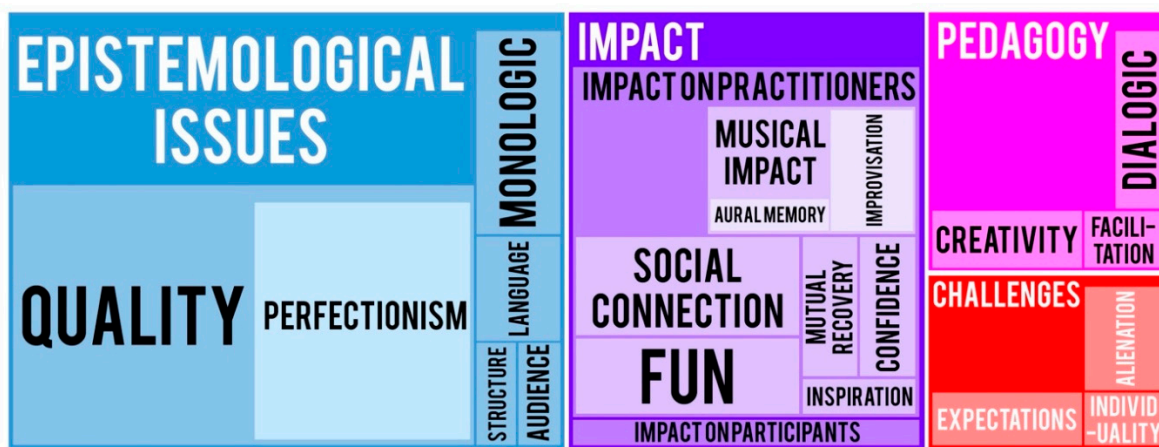 EPISTEMOLOGICAL
ISSUES
MONOLOGIC
QUALITY
PERFECTIONISM
LANGUAGE
STRUCTURE
AUDIENCE
IMPACT
IMPACT ON PRACTITIONERS
MUSICAL
IMPACT
AURAL MEMORY
IMPROVISATION
SOCIAL
CONNECTION
MUTUAL
RECOVERY
CONFIDENCE
FUN
INSPIRATION
IMPACT ON PARTICIPANTS
PEDAGOGY
DIALOGIC
CREATIVITY
FACILI-
TATION
CHALLENGES
ALIENATION
EXPECTATIONS
INDIVID
-UALITY